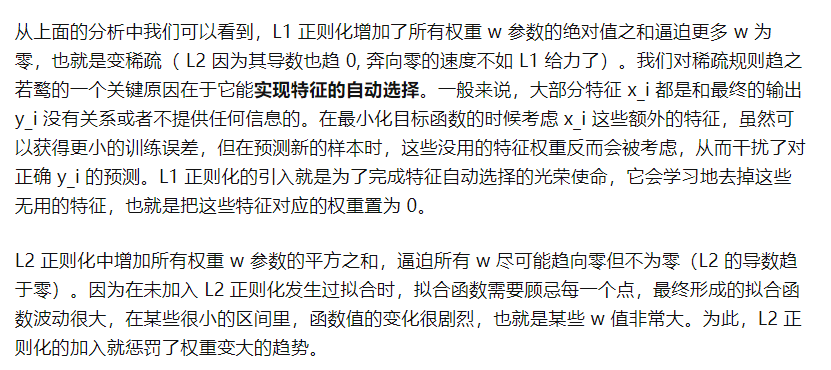 从上面的分析中我们可以看到，L1 正则化增加了所有权重 w 参数的绝对值之和逼迫更多 w 为
零，也就是变稀疏（ L2 因为其导数也趋 0, 奔向零的速度不如 L1 给力了）。我们对稀疏规则趋之
若鹜的一个关键原因在于它能实现特征的自动选择。一般来说，大部分特征 x_i 都是和最终的输出
y_i 没有关系或者不提供任何信息的。在最小化目标函数的时候考虑 x_i 这些额外的特征，虽然可
以获得更小的训练误差，但在预测新的样本时，这些没用的特征权重反而会被考虑，从而干扰了对
正确 y_i 的预测。L1 正则化的引入就是为了完成特征自动选择的光荣使命，它会学习地去掉这些
无用的特征，也就是把这些特征对应的权重置为 0。
L2 正则化中增加所有权重 w 参数的平方之和，逼迫所有 w 尽可能趋向零但不为零（L2 的导数趋
于零）。因为在未加入 L2 正则化发生过拟合时，拟合函数需要顾忌每一个点，最终形成的拟合函
数波动很大，在某些很小的区间里，函数值的变化很剧烈，也就是某些 w 值非常大。为此，L2 正
则化的加入就惩罚了权重变大的趋势。